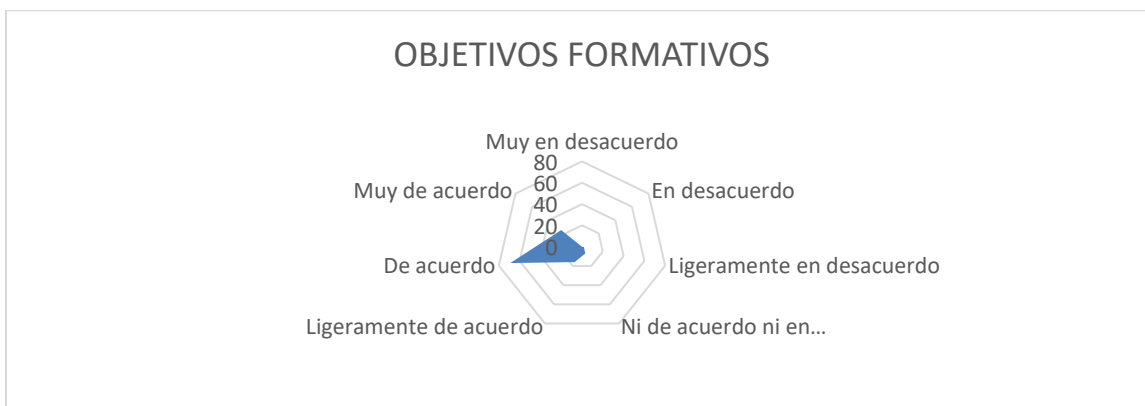 OBJETIVOS FORMATIVOS
Muy en desacuerdo
80
60
40
20
0
En desacuerdo
Ligeramente en desacuerdo
Ni de acuerdo ni en…
Ligeramente de acuerdo
De acuerdo
Muy de acuerdo